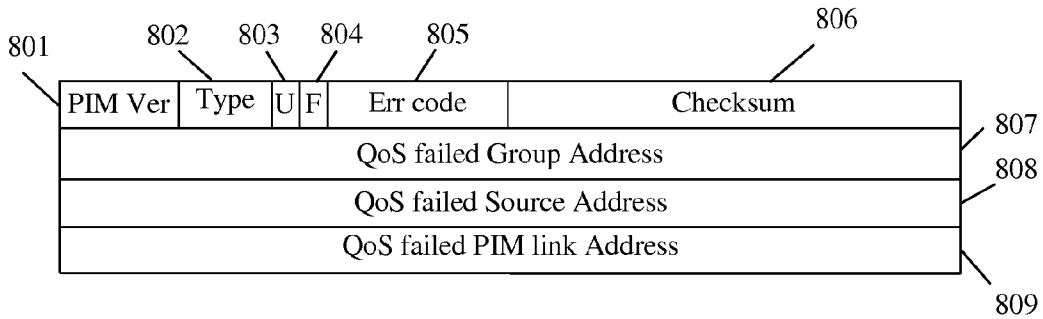 801 802 803 804 805 806
PIM Ver Type U F Err code Checksum
807
QoS failed Group Address
808
QoS failed Source Address
QoS failed PIM link Address
809